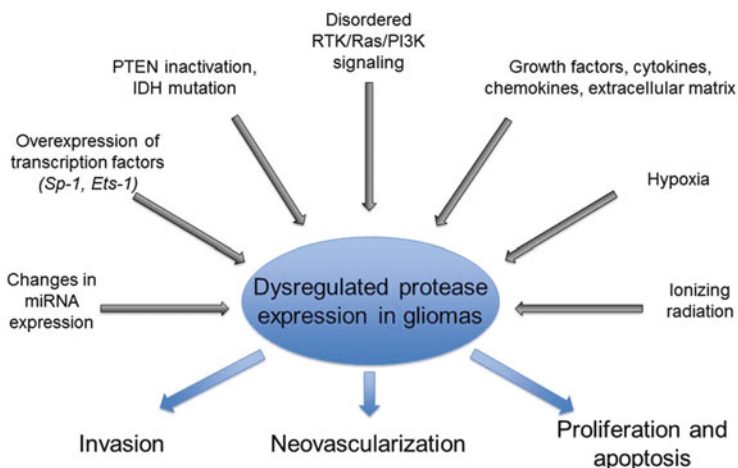 Disordered
RTK/Ras/PI3K
signaling
PTEN inactivation,
IDH mutation
Growth factors, cytokines,
chemokines, extracellular matrix
Overexpression of
transcription factors
(Sp-1, Ets-1)
Hypoxia
Changes in
miRNA
expression
Dysregulated protease
expression in gliomas
Ionizing
radiation
Invasion
Neovascularization
Proliferation and
apoptosis